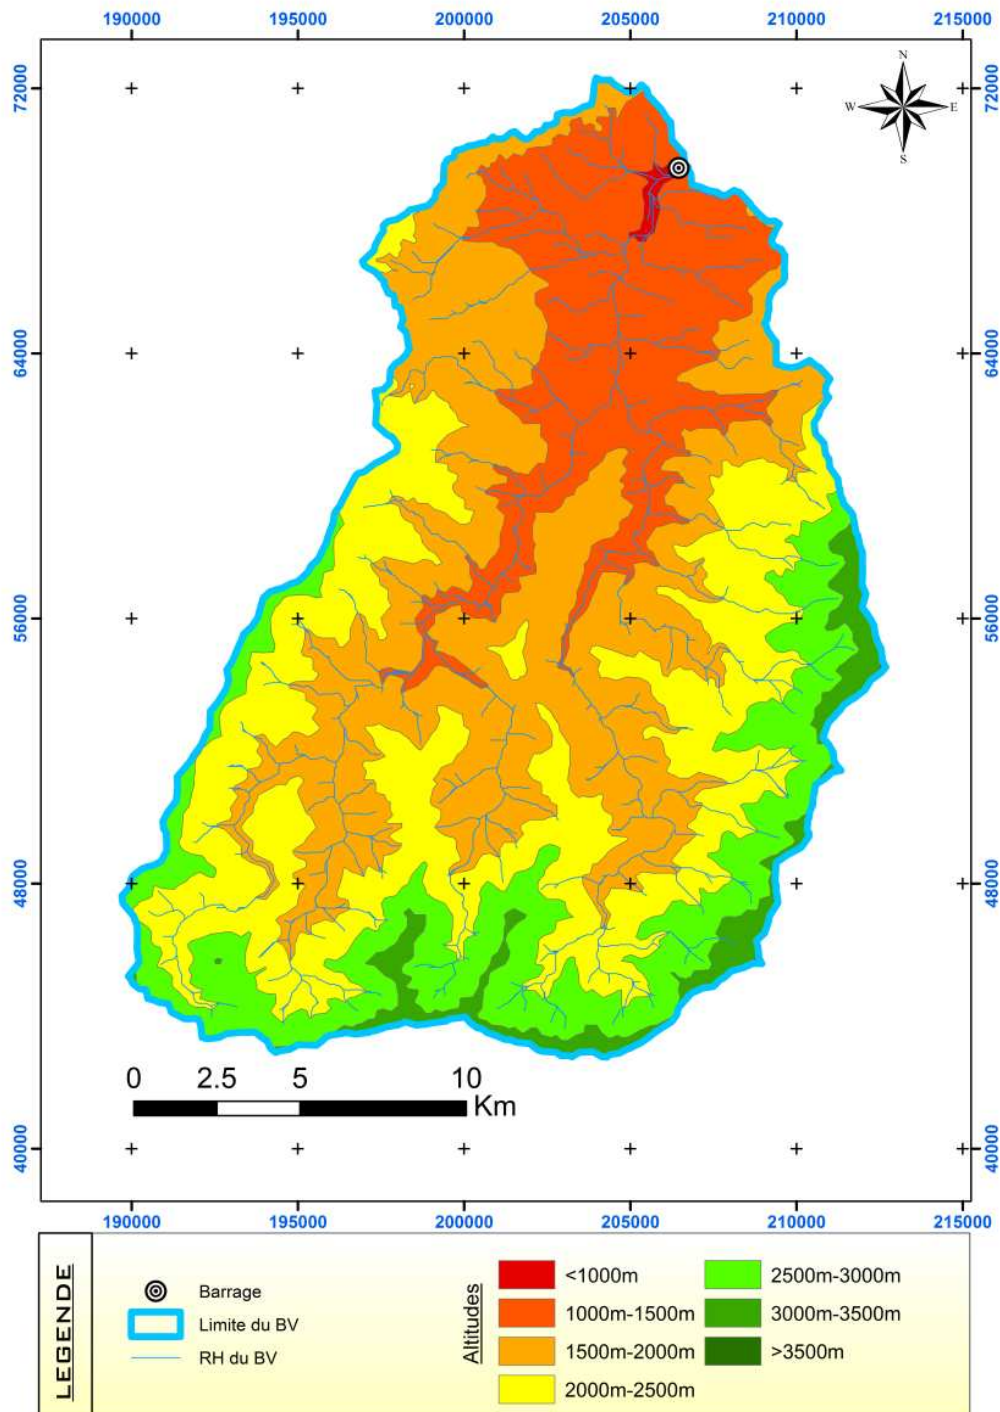 190000 195000 200000 205000 210000 215000
N
W E
S
72000 72000
64000 64000
56000 56000
48000 48000
40000 40000
0 2.5 5 10
Km
190000 195000 200000 205000 210000 215000
LEGENDE
Barrage
Limite du BV
RH du BV
Altitudes
<1000m
1000m-1500m
1500m-2000m
2000m-2500m
2500m-3000m
3000m-3500m
>3500m